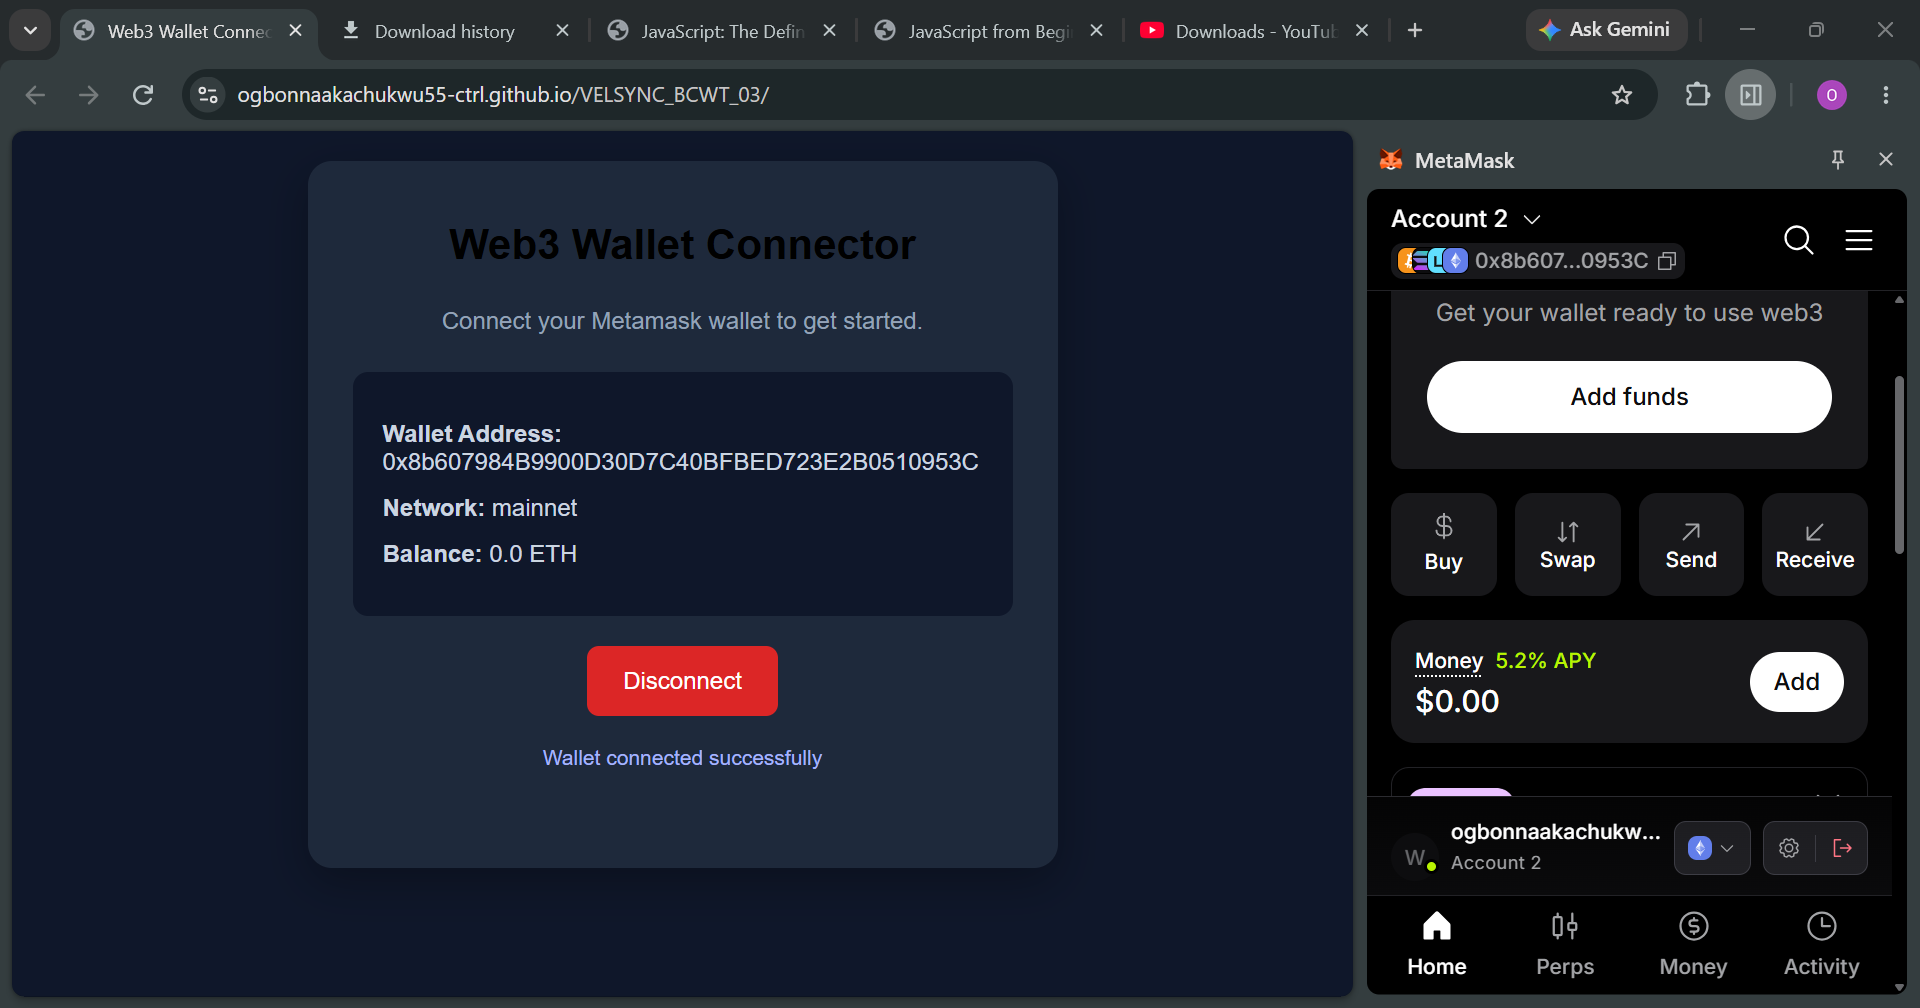 Web3 Wallet Connec
Download history
JavaScript: The Defin
JavaScript from Begi
Downloads - YouTub
Ask Gemini
ogbonnaakachukwu55-ctrl.github.io/VELSYNC_BCWT_03/
O
Web3 Wallet Connector
Connect your Metamask wallet to get started.
Wallet Address:
0x8b607984B9900D30D7C40BFBED723E2B0510953C
Network: mainnet
Balance: 0.0 ETH
Disconnect
Wallet connected successfully
MetaMask
Account 2
0x8b607...0953C
Get your wallet ready to use web3
Add funds
Buy
Swap
Send
Receive
Money 5.2% APY
$0.00
Add
W
ogbonnaakachukw...
Account 2
Home
Perps
Money
Activity